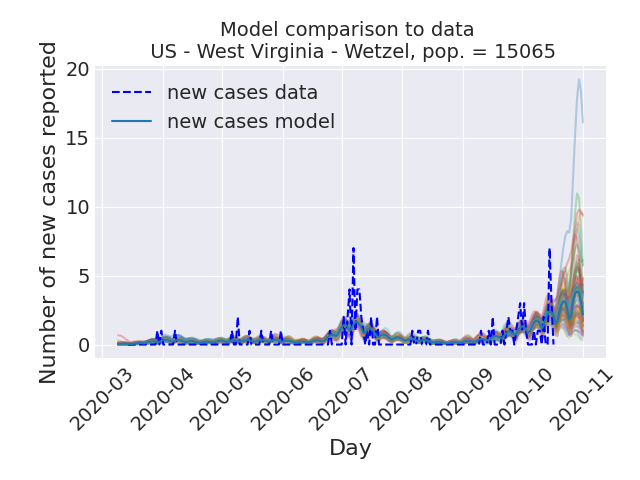 Model comparison to data
US - West Virginia - Wetzel, pop. = 15065
new cases data
new cases model
Number of new cases reported
20
15
10
5
0
2020-03
2020-04
2020-05
2020-06
2020-07
2020-08
2020-09
2020-10
2020-11
Day